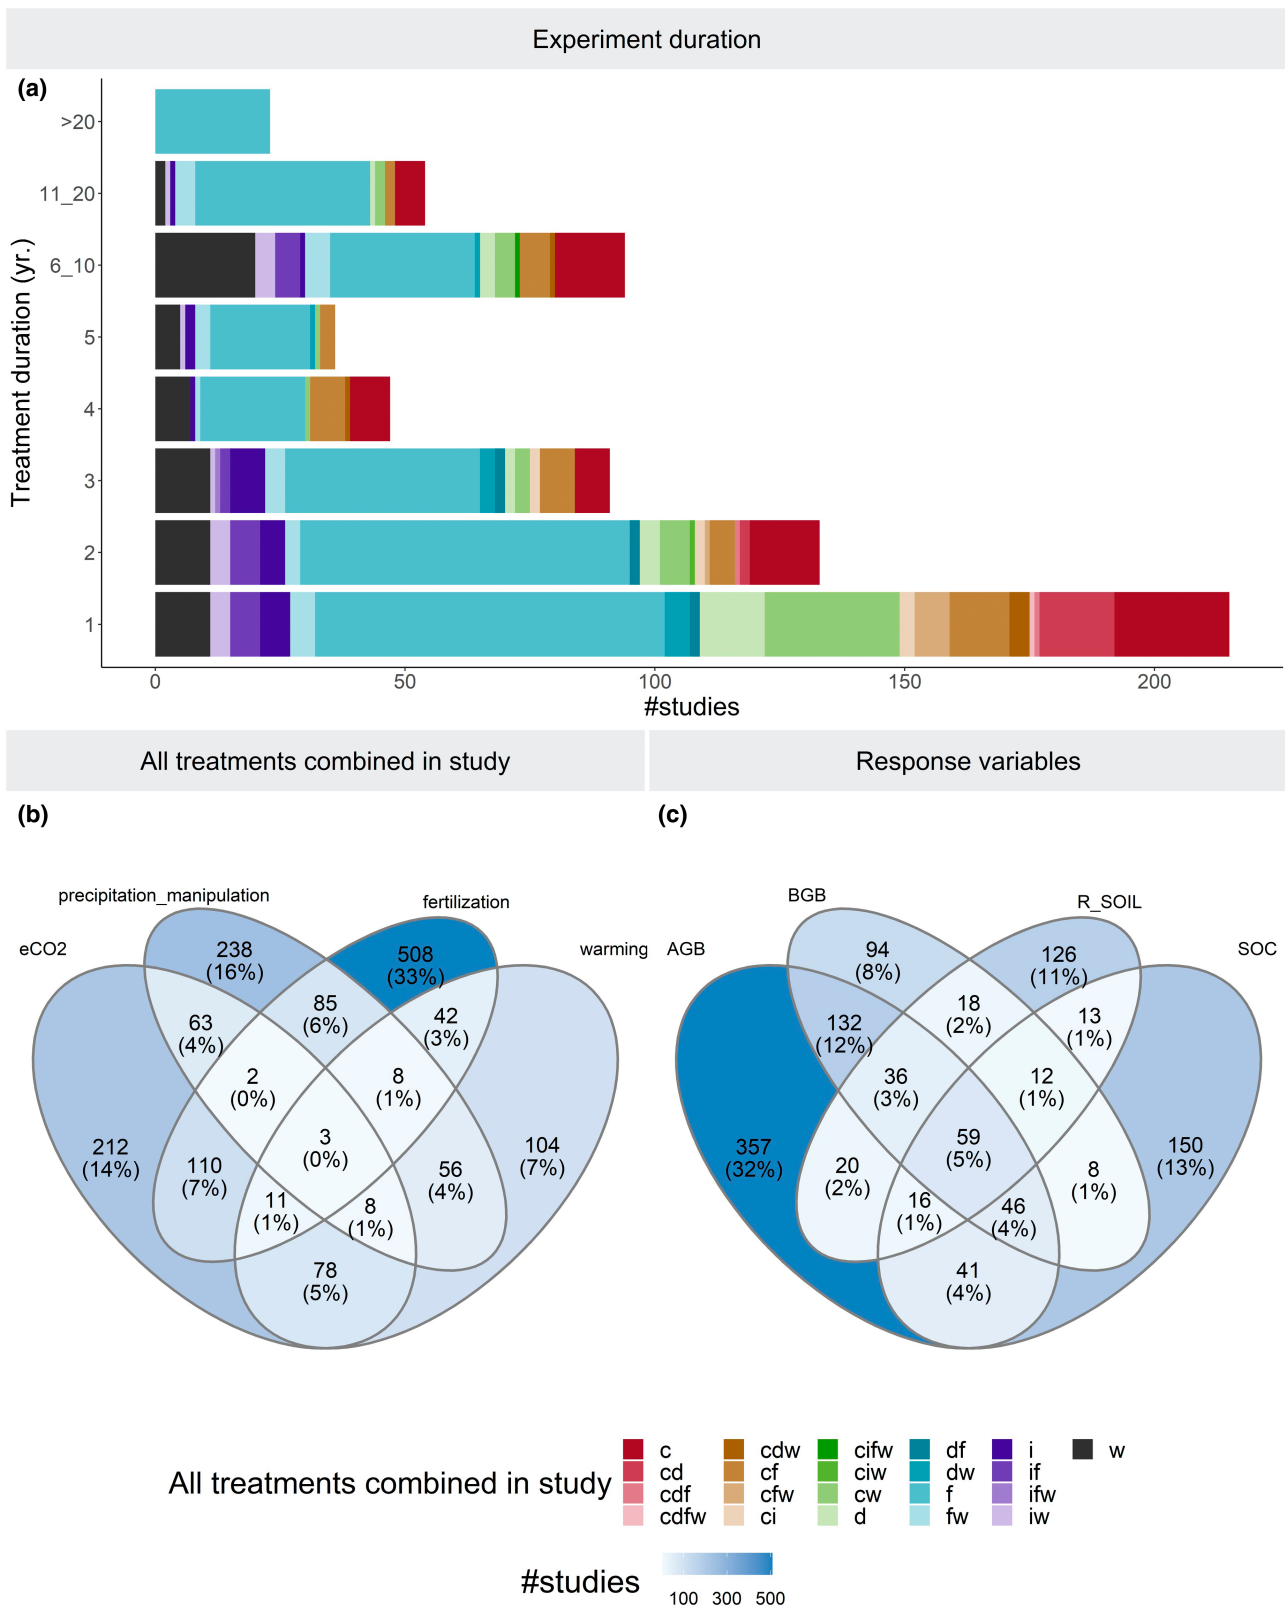 Experiment duration
(a)
Treatment duration (yr.)
>20
11_20
6_10
5
4
3
2
1
0 50 100 150 200
#studies
All treatments combined in study
Response variables
(b)
(c)
precipitation_manipulation
fertilization
eCO2
warming
238
(16%)
508
(33%)
85
(6%)
63
(4%)
42
(3%)
2
(0%)
8
(1%)
212
(14%)
110
(7%)
3
(0%)
56
(4%)
104
(7%)
11
(1%)
8
(1%)
78
(5%)
BGB
R_SOIL
AGB
SOC
94
(8%)
126
(11%)
18
(2%)
132
(12%)
13
(1%)
36
(3%)
12
(1%)
357
(32%)
20
(2%)
59
(5%)
8
(1%)
150
(13%)
16
(1%)
46
(4%)
41
(4%)
All treatments combined in study
c cdw cifw df i w
cd cf ciw dw if
cdf cfw cw f ifw
cdfw ci d fw iw
#studies
100 300 500